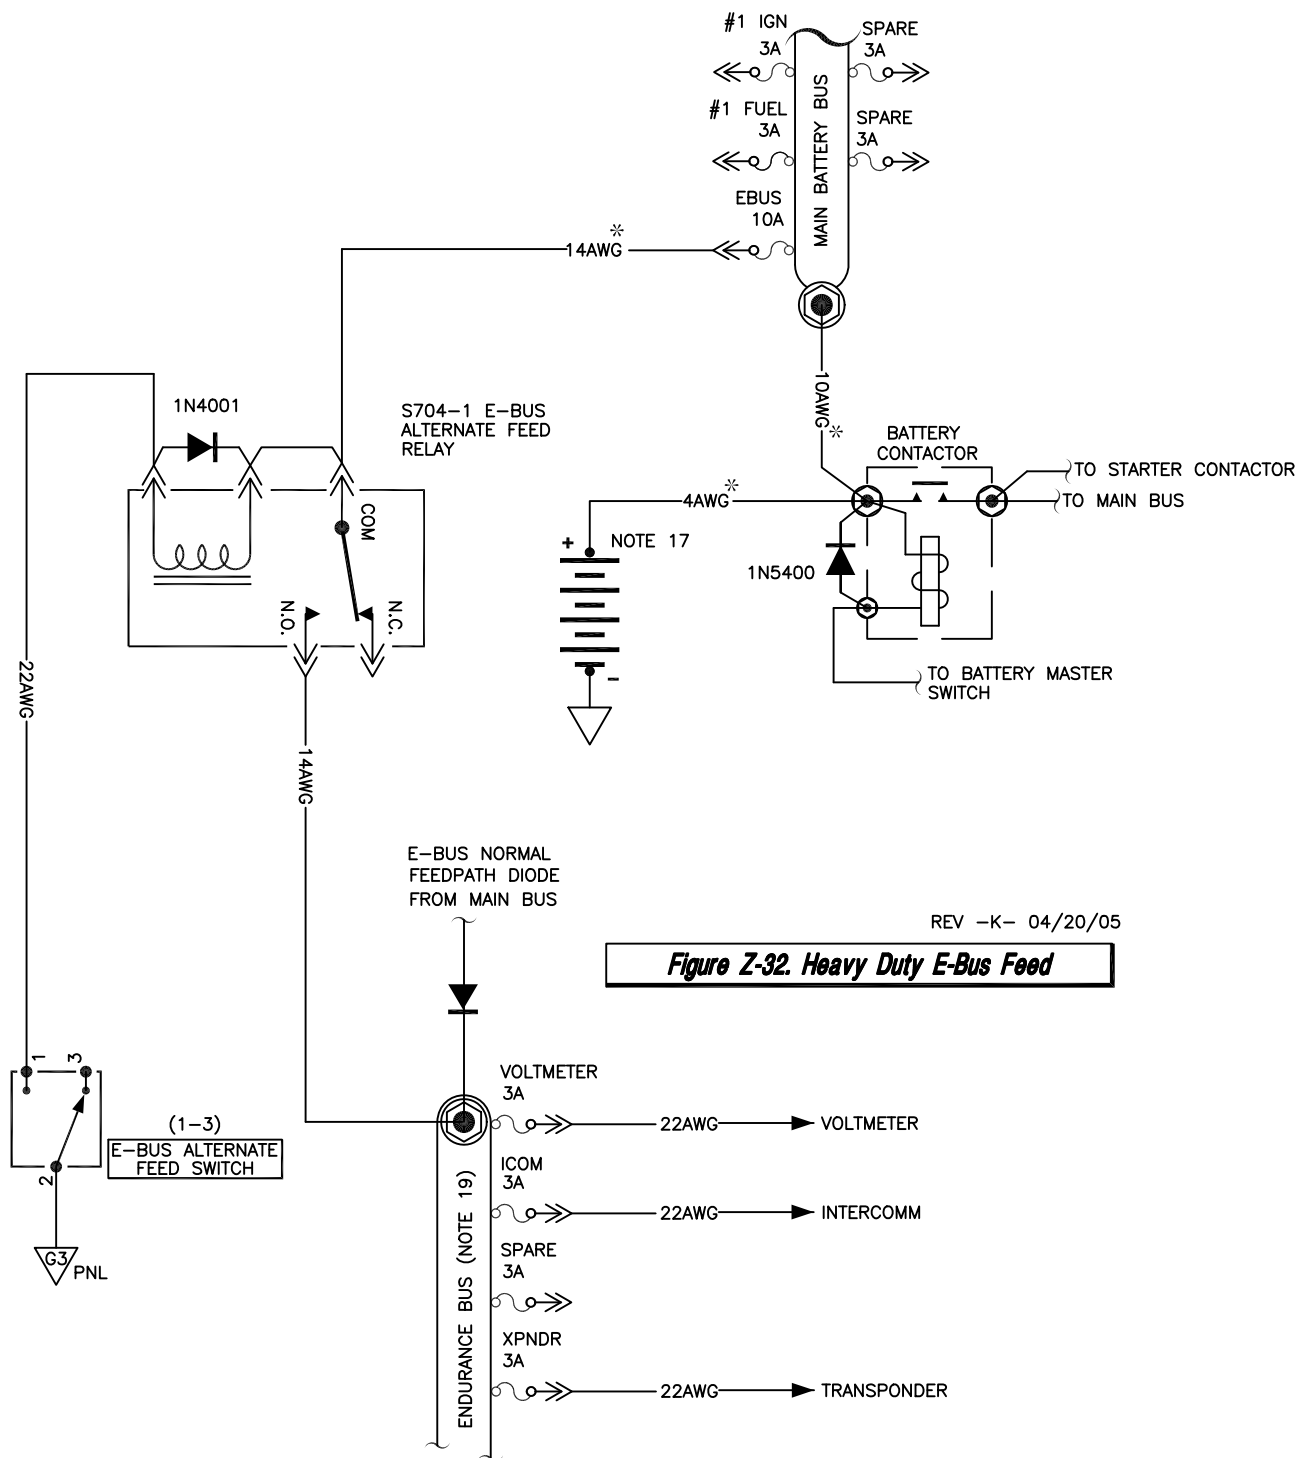 #1 IGN
3A
SPARE
3A
#1 FUEL
3A
SPARE
3A
EBUS
10A
MAIN BATTERY BUS
14AWG*
10AWG*
1N4001
S704-1 E-BUS
ALTERNATE FEED
RELAY
BATTERY
CONTACTOR
TO STARTER CONTACTOR
TO MAIN BUS
4AWG*
COM
+
NOTE 17
1N5400
N.O.
N.C.
-
TO BATTERY MASTER
SWITCH
22AWG
14AWG
E-BUS NORMAL
FEEDPATH DIODE
FROM MAIN BUS
REV -K- 04/20/05
Figure Z-32. Heavy Duty E-Bus Feed
1
3
2
(1-3)
E-BUS ALTERNATE
FEED SWITCH
G3
PNL
VOLTMETER
3A
22AWG
VOLTMETER
ICOM
3A
22AWG
INTERCOMM
SPARE
3A
XPNDR
3A
22AWG
TRANSPONDER
ENDURANCE BUS (NOTE 19)